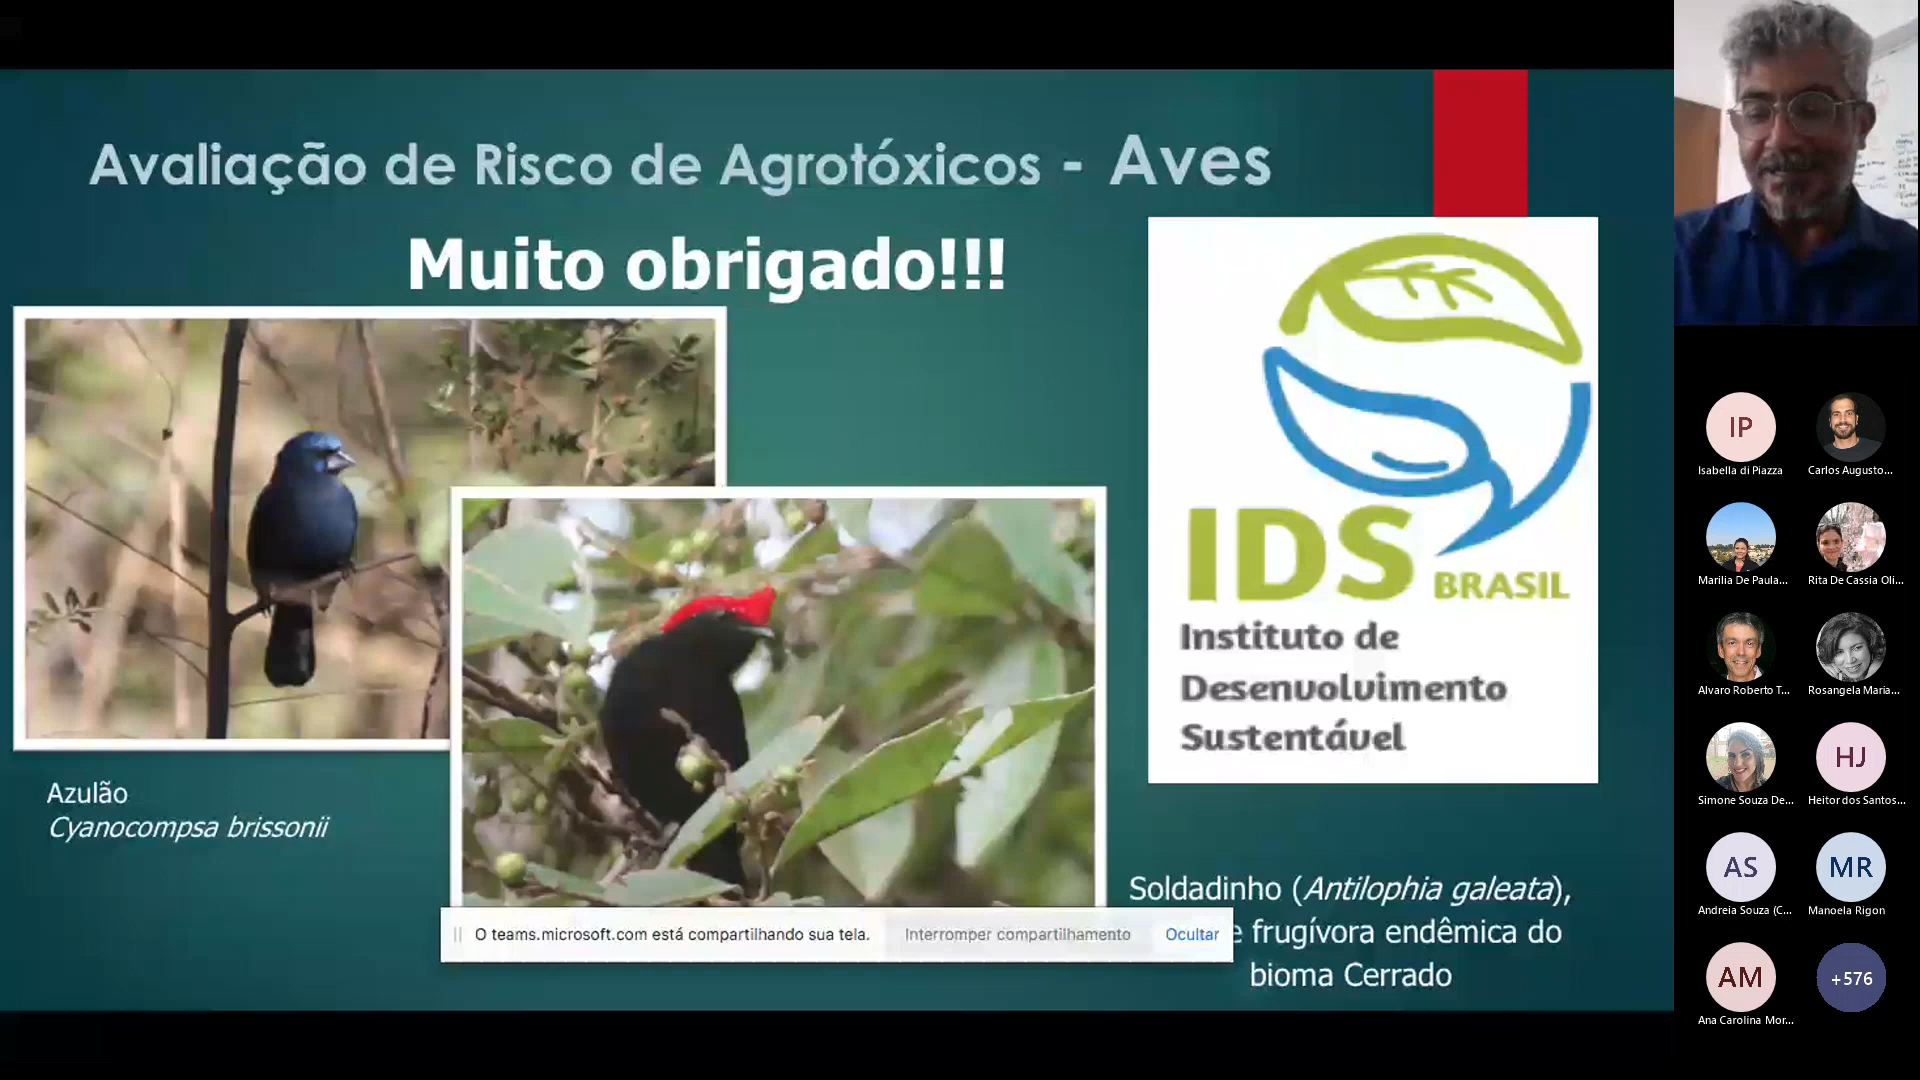 Avaliação de Risco de Agrotóxicos - Aves
Muito obrigado!!!
IDS BRASIL
Instituto de
Desenvolvimento
Sustentável
Azulão
Cyanocompsa brissonii
Soldadinho (Antilophia galeata),
e frugívora endêmica do
bioma Cerrado
O teams.microsoft.com está compartilhando sua tela.
Interromper compartilhamento
Ocultar
IP
Isabella di Piazza
Carlos Augusto...
Marilia De Paula...
Rita De Cassia Oli...
Alvaro Roberto T...
Rosangela Maria...
Simone Souza De...
HJ
Heitor dos Santos...
AS
Andreia Souza (C...
MR
Manoela Rigon
AM
Ana Carolina Mor...
+576